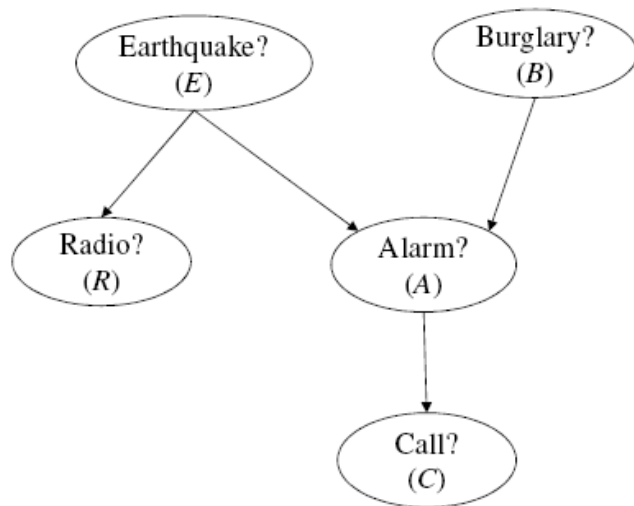 Earthquake?
(E)
Burglary?
(B)
Radio?
(R)
Alarm?
(A)
Call?
(C)